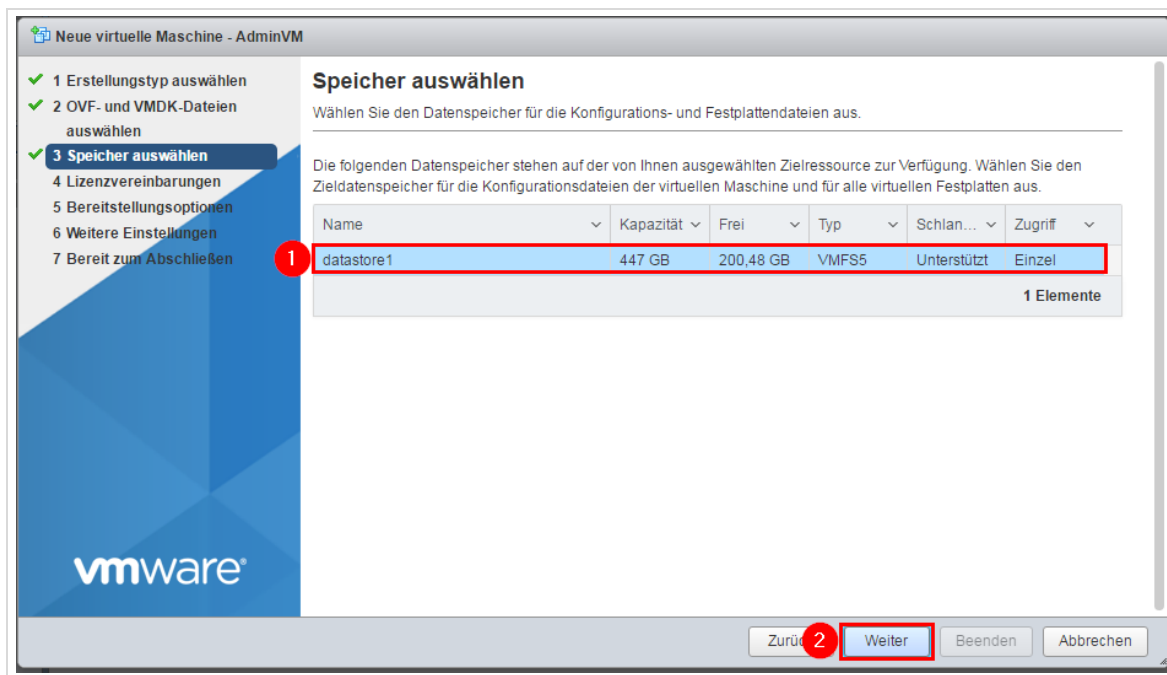 Neue virtuelle Maschine - AdminVM
1 Erstellungstyp auswählen
2 OVF- und VMDK-Dateien
auswählen
3 Speicher auswählen
4 Lizenzvereinbarungen
5 Bereitstellungsoptionen
6 Weitere Einstellungen
7 Bereit zum Abschließen
vmware®
Speicher auswählen
Wählen Sie den Datenspeicher für die Konfigurations- und Festplattendateien aus.
Die folgenden Datenspeicher stehen auf der von Ihnen ausgewählten Zielressource zur Verfügung. Wählen Sie den
Zieldatenspeicher für die Konfigurationsdateien der virtuellen Maschine und für alle virtuellen Festplatten aus.
Name Kapazität Frei Typ Schlan... Zugriff
1 datastore1 447 GB 200,48 GB VMFS5 Unterstützt Einzel
1 Elemente
2 Weiter Beenden Abbrechen